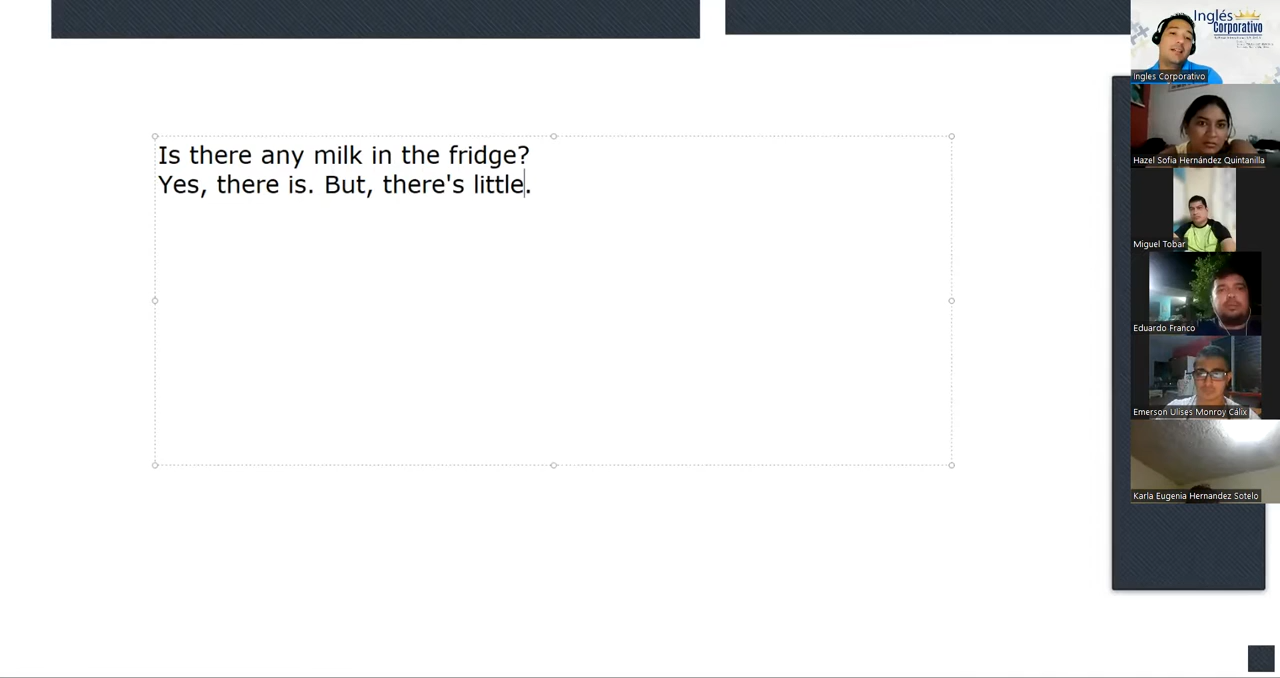 Inglés
Corporativo
Ingles Corporativo
Is there any milk in the fridge?
Yes, there is. But, there's little.
Hazel Sofia Hernández Quintanilla
Miguel Tobar
Eduardo Franco
Emerson Ulises Monroy Cálix
Karla Eugenia Hernandez Sotelo